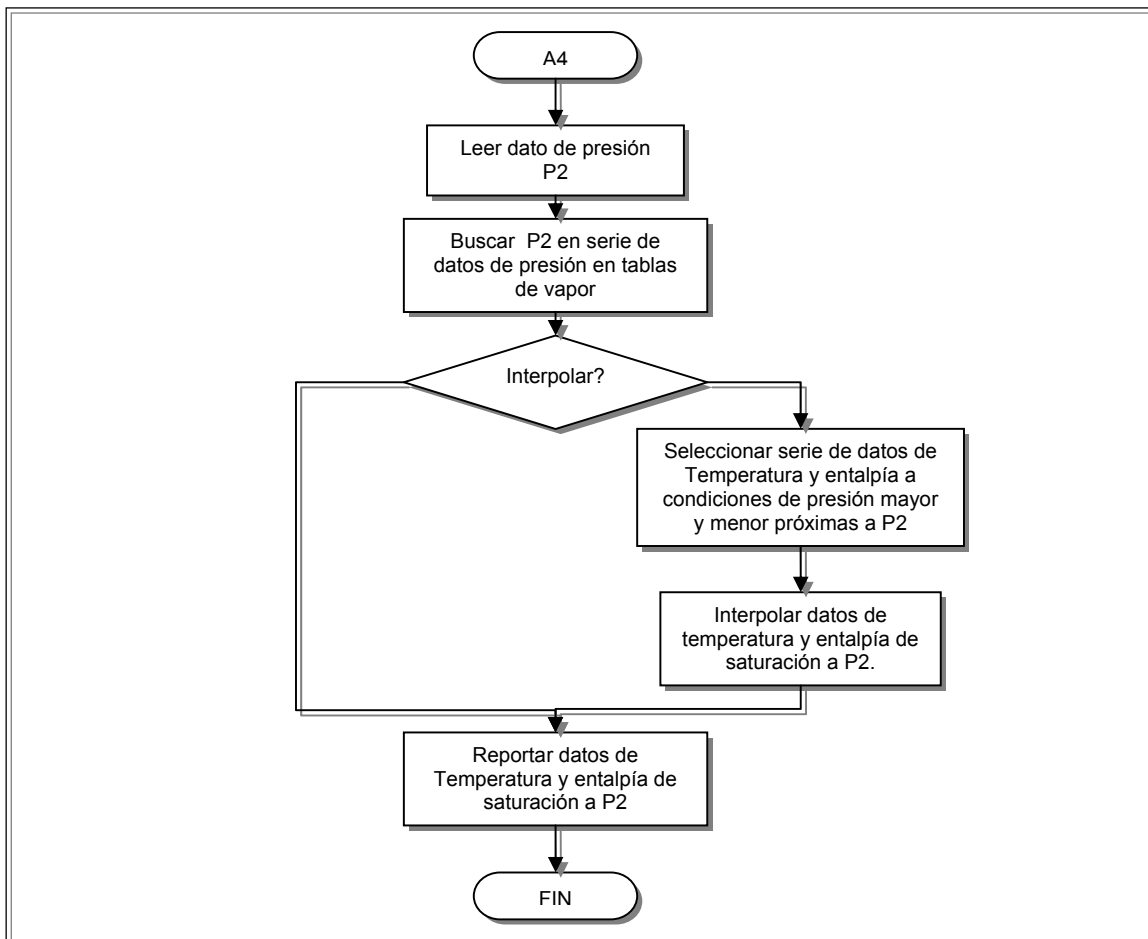 A4
Leer dato de presión
P2
Buscar P2 en serie de
datos de presión en tablas
de vapor
Interpolar?
Seleccionar serie de datos de
Temperatura y entalpía a
condiciones de presión mayor
y menor próximas a P2
Interpolar datos de
temperatura y entalpía de
saturación a P2.
Reportar datos de
Temperatura y entalpía de
saturación a P2
FIN